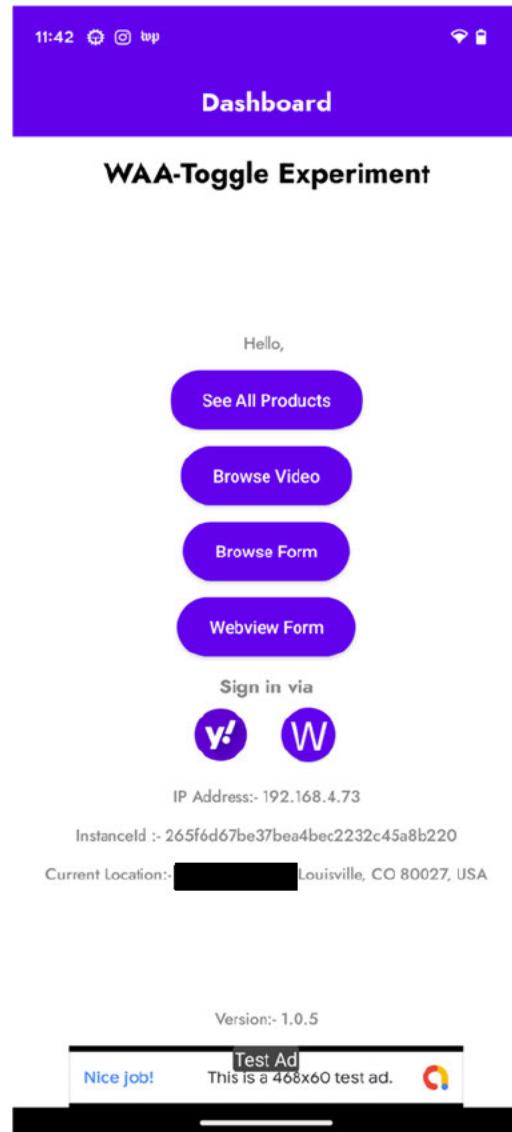 11:42 wp
Dashboard
WAA-Toggle Experiment
Hello,
See All Products
Browse Video
Browse Form
Webview Form
Sign in via
y! W
IP Address:- 192.168.4.73
InstanceId :- 265f6d67be37bea4bec2232c45a8b220
Current Location:- Louisville, CO 80027, USA
Version:- 1.0.5
Test Ad
Nice job! This is a 468x60 test ad.